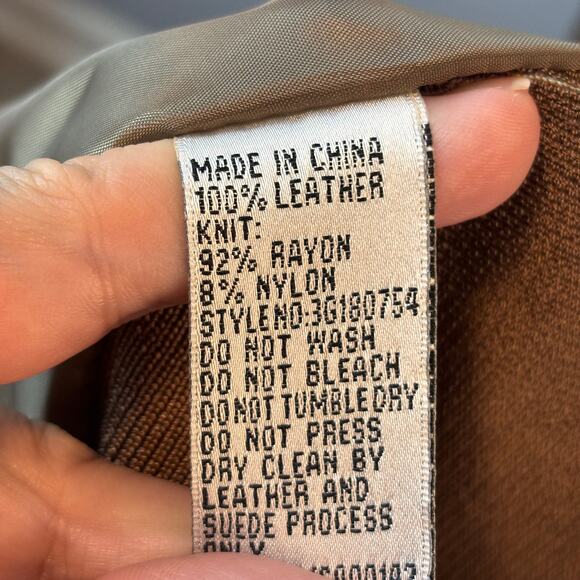 MADE IN CHINA
100% LEATHER
KNIT:
92% RAYON
8% NYLON
STYLENO:3G180754
DO NOT WASH
DO NOT BLEACH
DO NOT TUMBLE DRY
DO NOT PRESS
DRY CLEAN BY
LEATHER AND
SUEDE PROCESS
ONLY